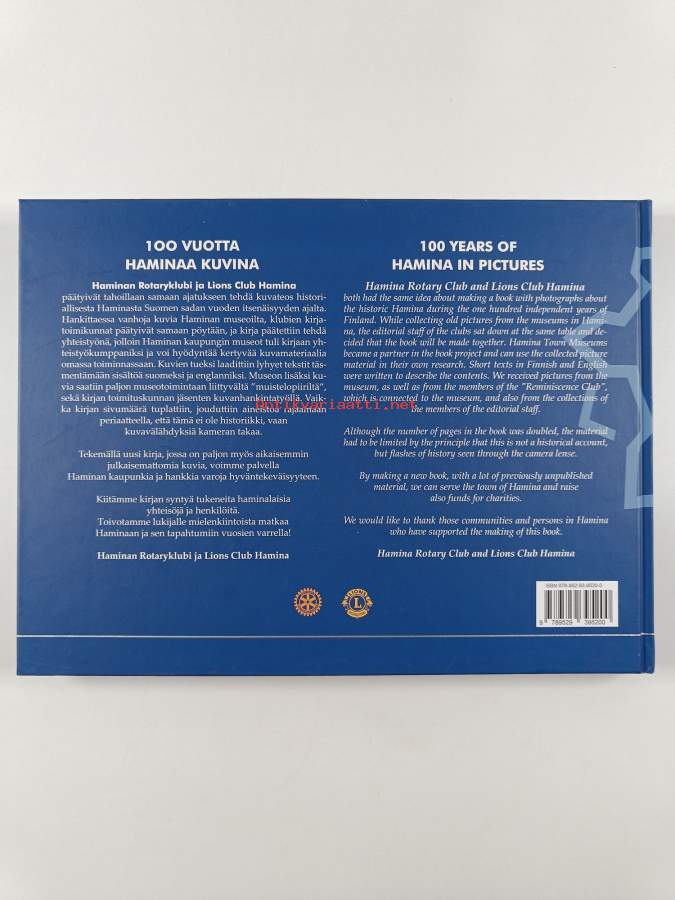 100 VUOTTA
HAMINAA KUVINA
Haminan Rotaryklubi ja Lions Club Hamina
päätyivät tahoillaan samaan ajatukseen tehdä kuvateos histori-
allisesta Haminasta Suomen sadan vuoden itsenäisyyden ajalta.
Hankittaessa vanhoja kuvia Haminan museoilta, klubien kirja-
toimikunnat päätyivät samaan pöytään, ja kirja päätettiin tehdä
yhteistyönä, jolloin Haminan kaupungin museot tuli kirjaan
yhteistyökumppaniksi ja voi hyödyntää kertyvää kuvamateriaalia
omassa toiminnassaan. Kuvien tueksi laadittiin lyhyet tekstit täs-
mentämään sisältöä suomeksi ja englanniksi. Museon lisäksi ku-
via saatiin paljon museotoimintaan liittyvältä "muistelopiiriltä",
sekä kirjan toimituskunnan jäsenten kuvanhankintatyöllä. Vaik-
ka kirjan sivumäärä tuplattiin, jouduttiin aineistoa rajaamaan
periaatteella, että tämä ei ole historiikki, vaan
kuvavälähdyksiä kameran takaa.
Tekemällä uusi kirja, jossa on paljon myös aikaisemmin
julkaisemattomia kuvia, voimme palvella
Haminan kaupunkia ja hankkia varoja hyväntekeväisyyteen.
Kiitämme kirjan syntyä tukeneita haminalaisia
yhteisöjä ja henkilöitä.
Toivotamme lukijalle mielenkiintoista matkaa
Haminaan ja sen tapahtumiin vuosien varrella!
Haminan Rotaryklubi ja Lions Club Hamina
100 YEARS OF
HAMINA IN PICTURES
Hamina Rotary Club and Lions Club Hamina
both had the same idea about making a book with photographs about
the historic Hamina during the one hundred independent years of
Finland. While collecting old pictures from the museums in Hami-
na, the editorial staff of the clubs sat down at the same table and de-
cided that the book will be made together. Hamina Town Museums
became a partner in the book project and can use the collected picture
material in their own research. Short texts in Finnish and English
were written to describe the contents. We received pictures from the
museum, as well as from the members of the "Reminiscence Club",
which is connected to the museum, and also from the collections of
the members of the editorial staff.
Although the number of pages in the book was doubled, the material
had to be limited by the principle that this is not a historical account,
but flashes of history seen through the camera lense.
By making a new book, with a lot of previously unpublished
material, we can serve the town of Hamina and raise
also funds for charities.
We would like to thank those communities and persons in Hamina
who have supported the making of this book.
Hamina Rotary Club and Lions Club Hamina
Antikvariaatti.net
LIONS
L